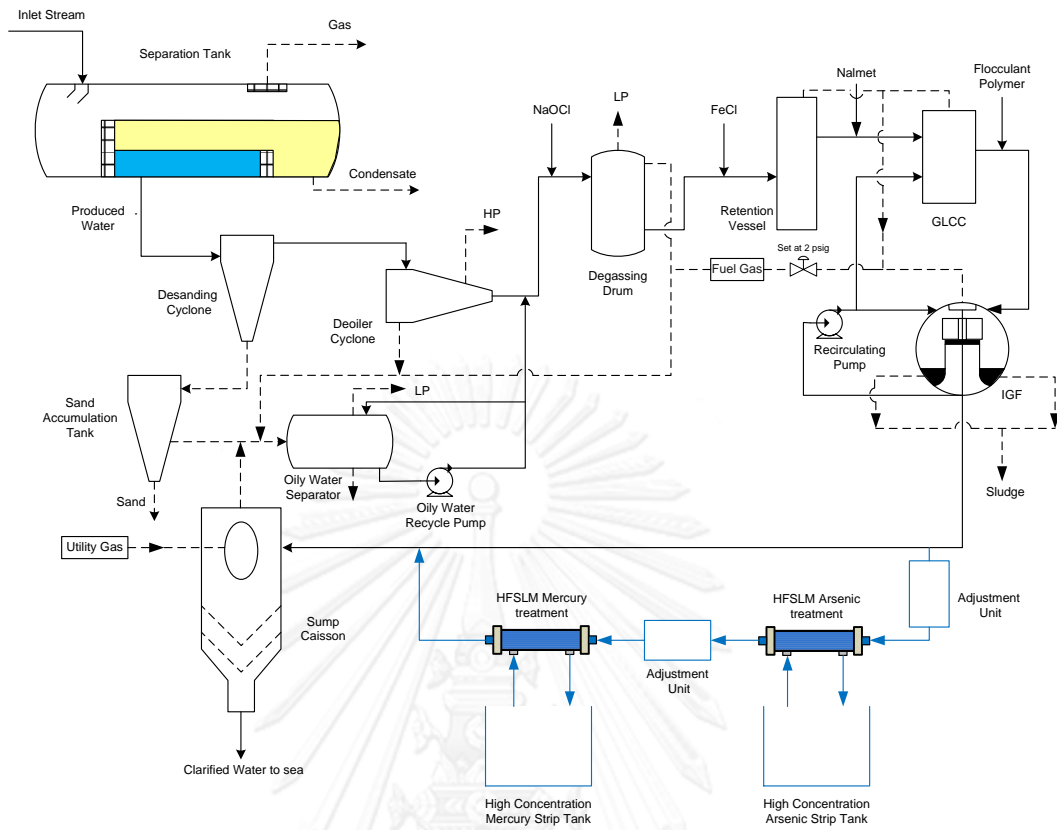 Inlet Stream
Gas
Separation Tank
Condensate
Produced
Water
Desanding
Cyclone
Deoiler
Cyclone
HP
NaOCl
LP
Degassing
Drum
FeCl
Retention
Vessel
Nalmet
GLCC
Flocculant
Polymer
Set at 2 psig
Fuel Gas
Recirculating
Pump
IGF
Sludge
Sand
Accumulation
Tank
Sand
LP
Oily Water
Separator
Oily Water
Recycle Pump
Utility Gas
Sump
Caisson
Clarified Water to sea
HFSLM Mercury
treatment
Adjustment
Unit
HFSLM Arsenic
treatment
Adjustment
Unit
High Concentration
Mercury Strip Tank
High Concentration
Arsenic Strip Tank